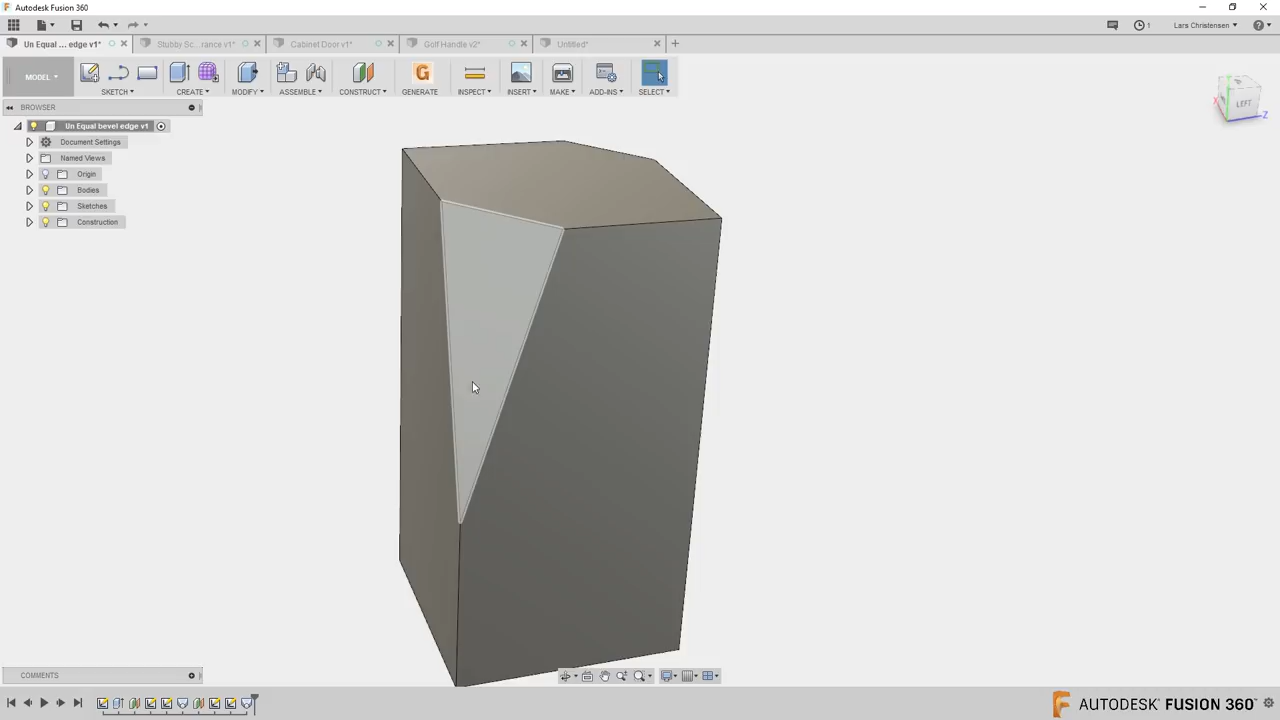 Autodesk Fusion 360
1
Lars Christensen
Un Equal ... edge v1*
Stubby Sc...rance v1*
Cabinet Door v1*
Golf Handle v2*
Untitled*
MODEL
SKETCH
CREATE
MODIFY
ASSEMBLE
CONSTRUCT
GENERATE
INSPECT
INSERT
MAKE
ADD-INS
SELECT
BROWSER
Un Equal bevel edge v1
Document Settings
Named Views
Origin
Bodies
Sketches
Construction
LEFT
X
Z
COMMENTS
AUTODESK® FUSION 360™